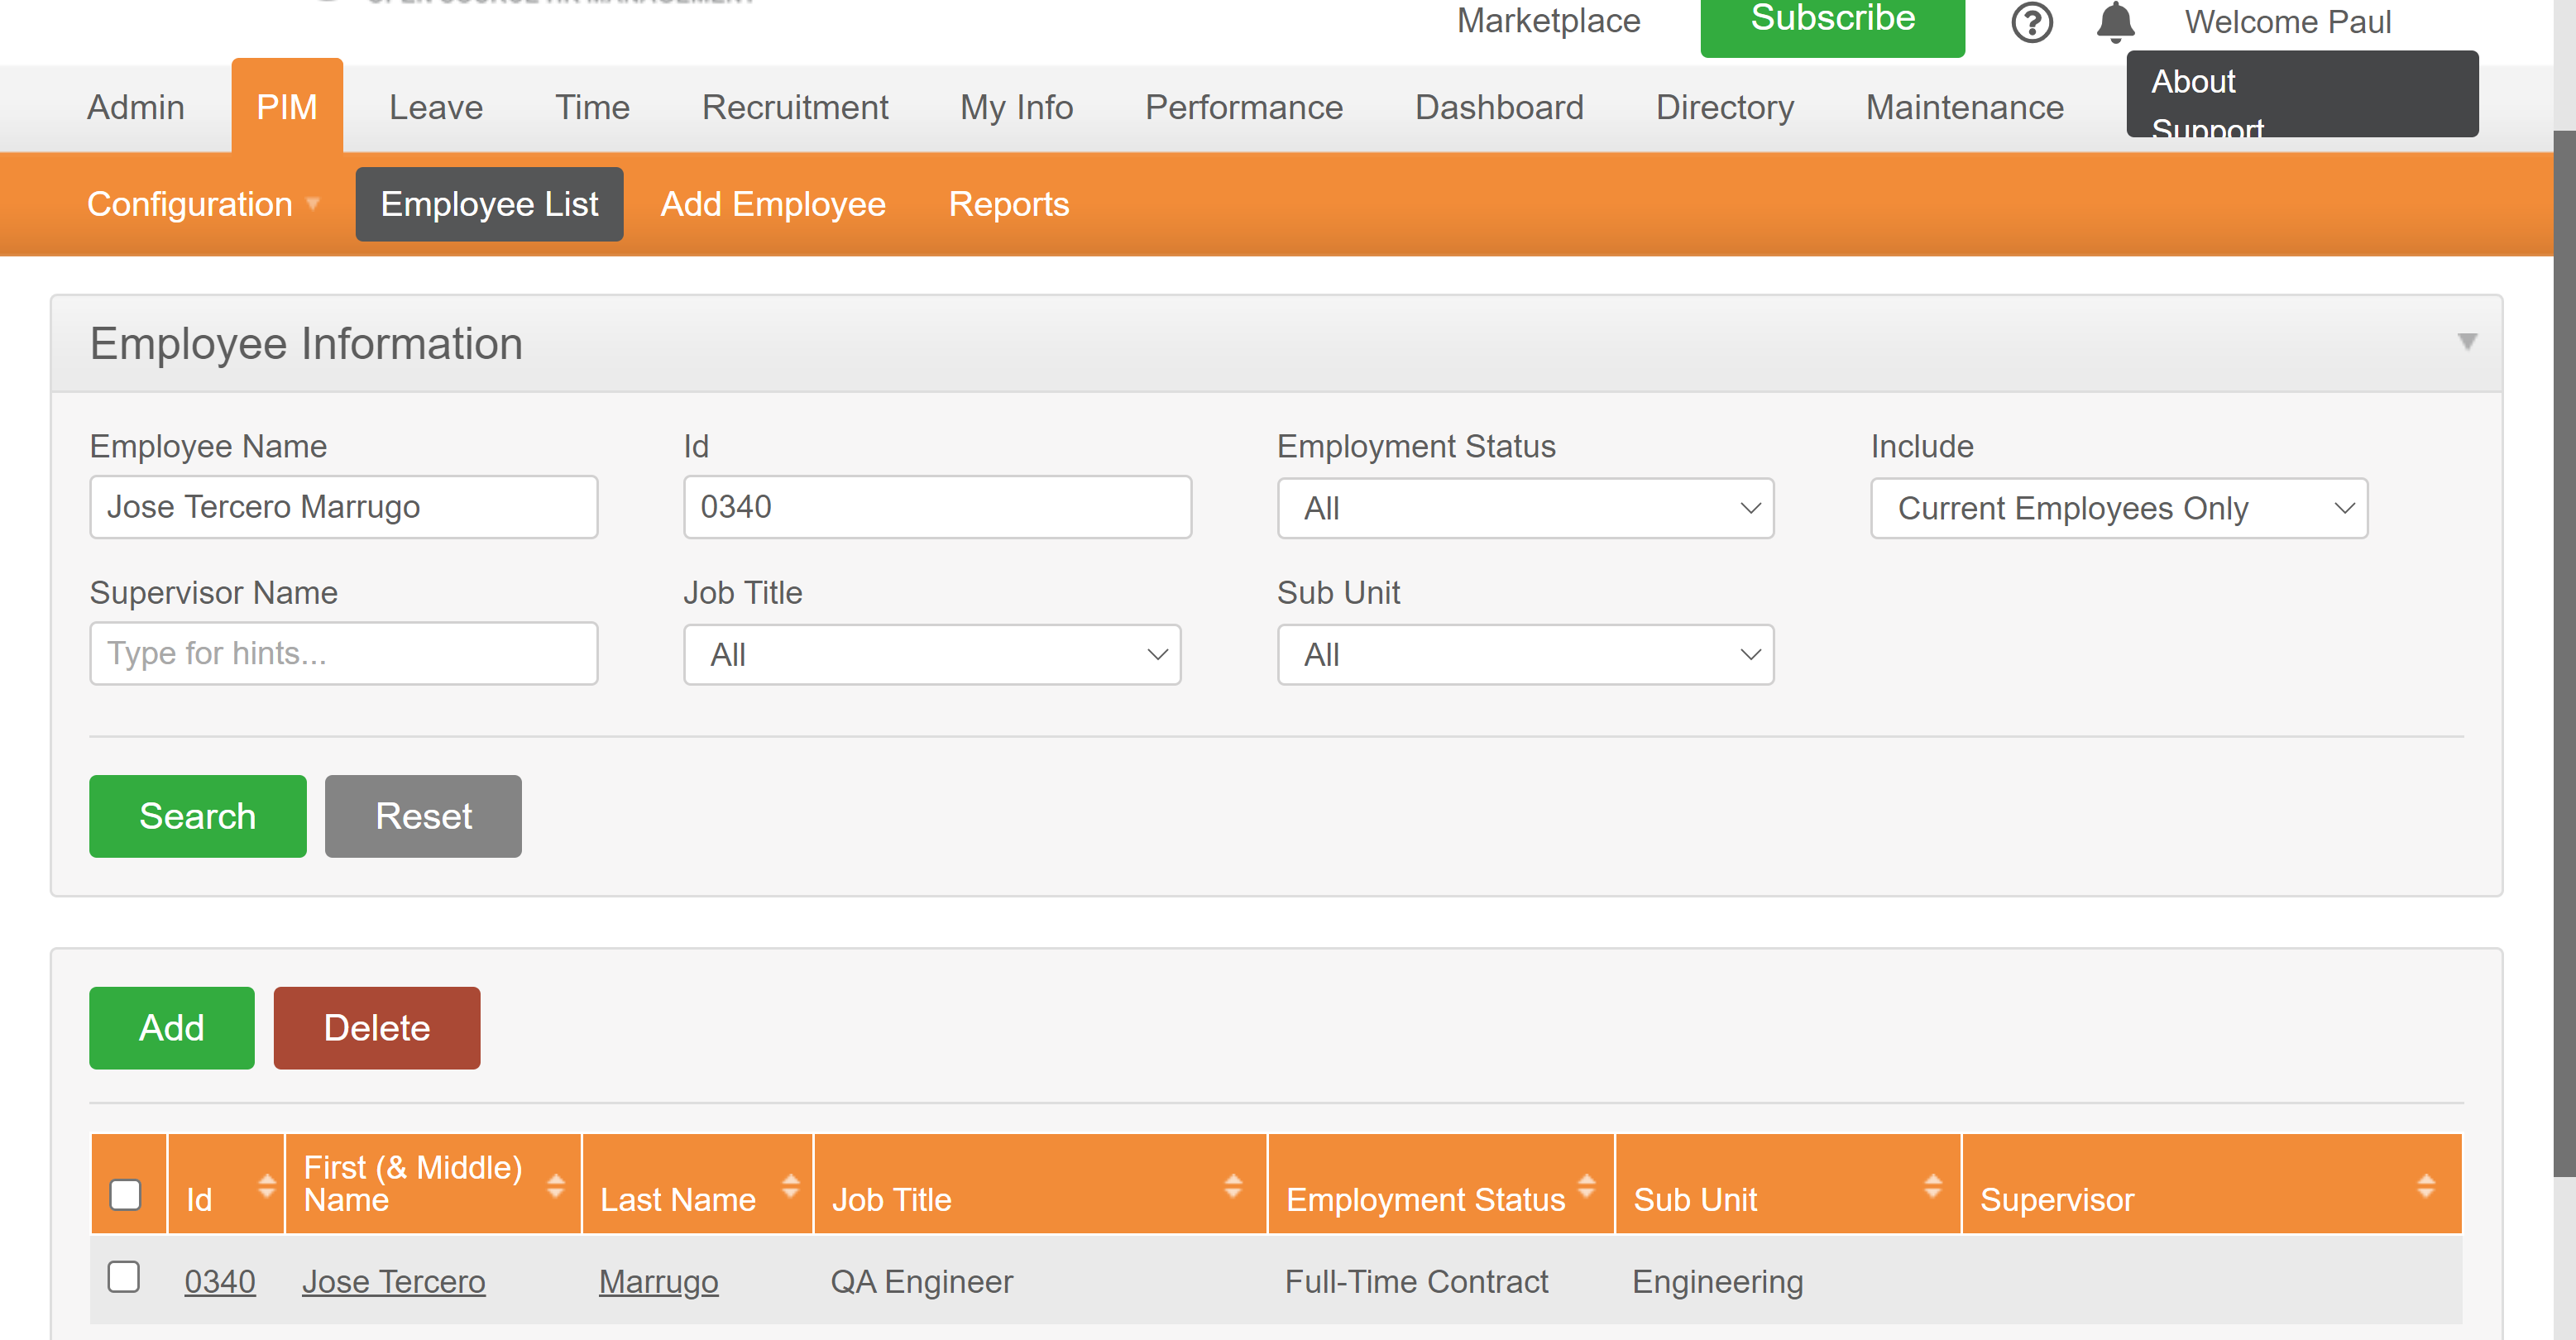 OPEN SOURCE HR MANAGEMENT
Marketplace
Subscribe
Welcome Paul
About
Support
Admin
PIM
Leave
Time
Recruitment
My Info
Performance
Dashboard
Directory
Maintenance
Configuration
Employee List
Add Employee
Reports
Employee Information
Employee Name
Id
Employment Status
Include
Jose Tercero Marrugo
0340
All
Current Employees Only
Supervisor Name
Job Title
Sub Unit
Type for hints...
All
All
Search
Reset
Add
Delete
Id
First (& Middle)
Name
Last Name
Job Title
Employment Status
Sub Unit
Supervisor
0340
Jose Tercero
Marrugo
QA Engineer
Full-Time Contract
Engineering